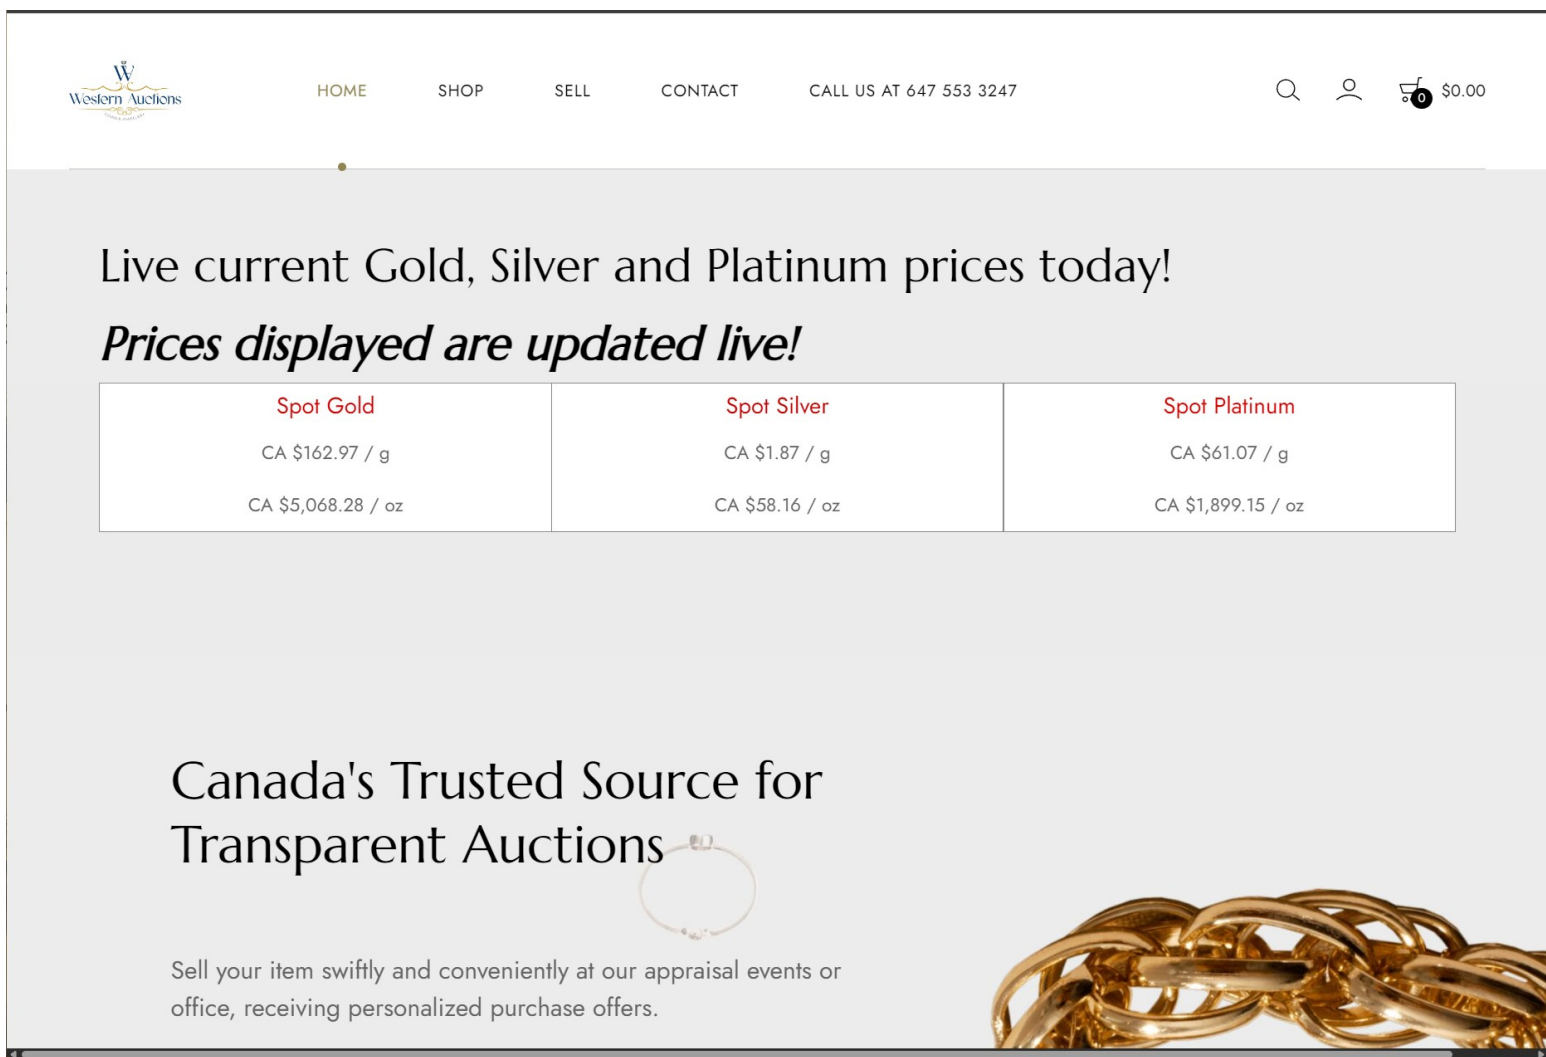 W
Western Auctions
HOME
SHOP
SELL
CONTACT
CALL US AT 647 553 3247
0
$0.00
Live current Gold, Silver and Platinum prices today!
Prices displayed are updated live!
Spot Gold
Spot Silver
Spot Platinum
CA $162.97 / g
CA $1.87 / g
CA $61.07 / g
CA $5,068.28 / oz
CA $58.16 / oz
CA $1,899.15 / oz
Canada's Trusted Source for
Transparent Auctions
Sell your item swiftly and conveniently at our appraisal events or
office, receiving personalized purchase offers.